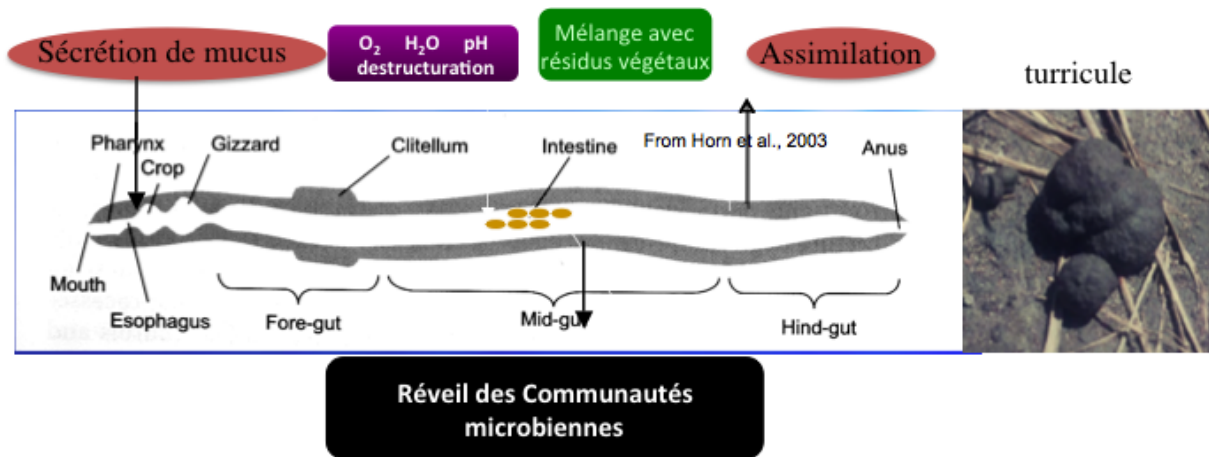 Sécrétion de mucus
O₂ H₂O pH
destructuration
Mélange avec
résidus végétaux
Assimilation
turricule
Pharynx
Crop
Gizzard
Clitellum
Intestine
From Horn et al., 2003
Anus
Mouth
Esophagus
Fore-gut
Mid-gut
Hind-gut
Réveil des Communautés
microbiennes